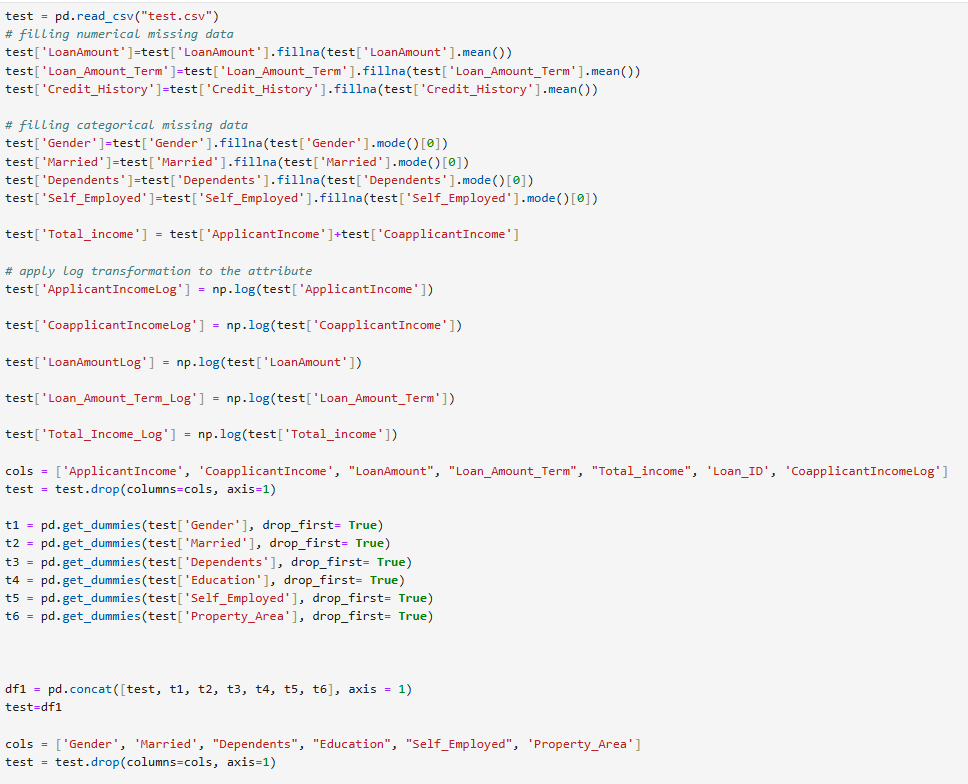 test = pd.read_csv("test.csv")
# filling numerical missing data
test['LoanAmount']=test['LoanAmount'].fillna(test['LoanAmount'].mean())
test['Loan_Amount_Term']=test['Loan_Amount_Term'].fillna(test['Loan_Amount_Term'].mean())
test['Credit_History']=test['Credit_History'].fillna(test['Credit_History'].mean())
# filling categorical missing data
test['Gender']=test['Gender'].fillna(test['Gender'].mode()[0])
test['Married']=test['Married'].fillna(test['Married'].mode()[0])
test['Dependents']=test['Dependents'].fillna(test['Dependents'].mode()[0])
test['Self_Employed']=test['Self_Employed'].fillna(test['Self_Employed'].mode()[0])
test['Total_income'] = test['ApplicantIncome']+test['CoapplicantIncome']
# apply log transformation to the attribute
test['ApplicantIncomeLog'] = np.log(test['ApplicantIncome'])
test['CoapplicantIncomeLog'] = np.log(test['CoapplicantIncome'])
test['LoanAmountLog'] = np.log(test['LoanAmount'])
test['Loan_Amount_Term_Log'] = np.log(test['Loan_Amount_Term'])
test['Total_Income_Log'] = np.log(test['Total_income'])
cols = ['ApplicantIncome', 'CoapplicantIncome', "LoanAmount", "Loan_Amount_Term", "Total_income", 'Loan_ID', 'CoapplicantIncomeLog']
test = test.drop(columns=cols, axis=1)
t1 = pd.get_dummies(test['Gender'], drop_first= True)
t2 = pd.get_dummies(test['Married'], drop_first= True)
t3 = pd.get_dummies(test['Dependents'], drop_first= True)
t4 = pd.get_dummies(test['Education'], drop_first= True)
t5 = pd.get_dummies(test['Self_Employed'], drop_first= True)
t6 = pd.get_dummies(test['Property_Area'], drop_first= True)
df1 = pd.concat([test, t1, t2, t3, t4, t5, t6], axis = 1)
test=df1
cols = ['Gender', 'Married', "Dependents", "Education", "Self_Employed", 'Property_Area']
test = test.drop(columns=cols, axis=1)